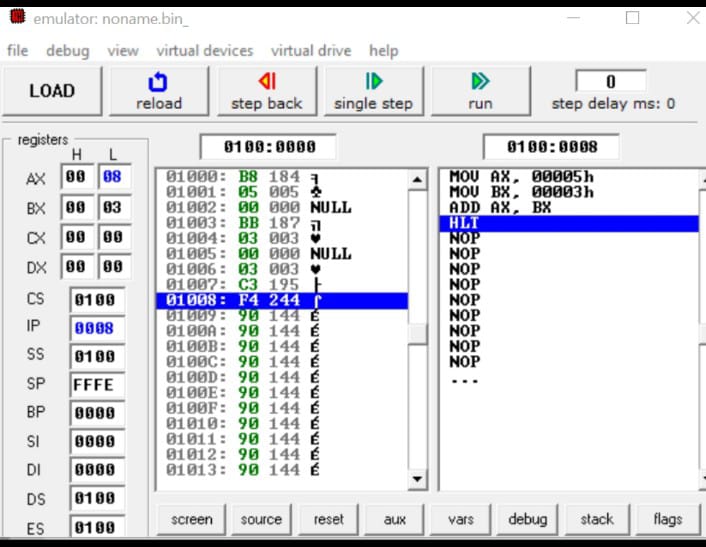 emulator: noname.bin_
file debug view virtual devices virtual drive help
LOAD reload step back single step run 0 step delay ms: 0
registers 0100:0000 0100:0008
H L
AX 00 08
BX 00 03
CX 00 00
DX 00 00
CS 0100
IP 0008
SS 0100
SP FFFE
BP 0000
SI 0000
DI 0000
DS 0100
ES 0100
01000: B8 184 ╕
01001: 05 005 ♣
01002: 00 000 NULL
01003: BB 187 ╗
01004: 03 003 ♥
01005: 00 000 NULL
01006: 03 003 ♥
01007: C3 195 ├
01008: F4 244 ⌠
01009: 90 144 É
0100A: 90 144 É
0100B: 90 144 É
0100C: 90 144 É
0100D: 90 144 É
0100E: 90 144 É
0100F: 90 144 É
01010: 90 144 É
01011: 90 144 É
01012: 90 144 É
01013: 90 144 É
MOV AX, 00005h
MOV BX, 00003h
ADD AX, BX
HLT
NOP
NOP
NOP
NOP
NOP
NOP
NOP
NOP
NOP
...
screen source reset aux vars debug stack flags